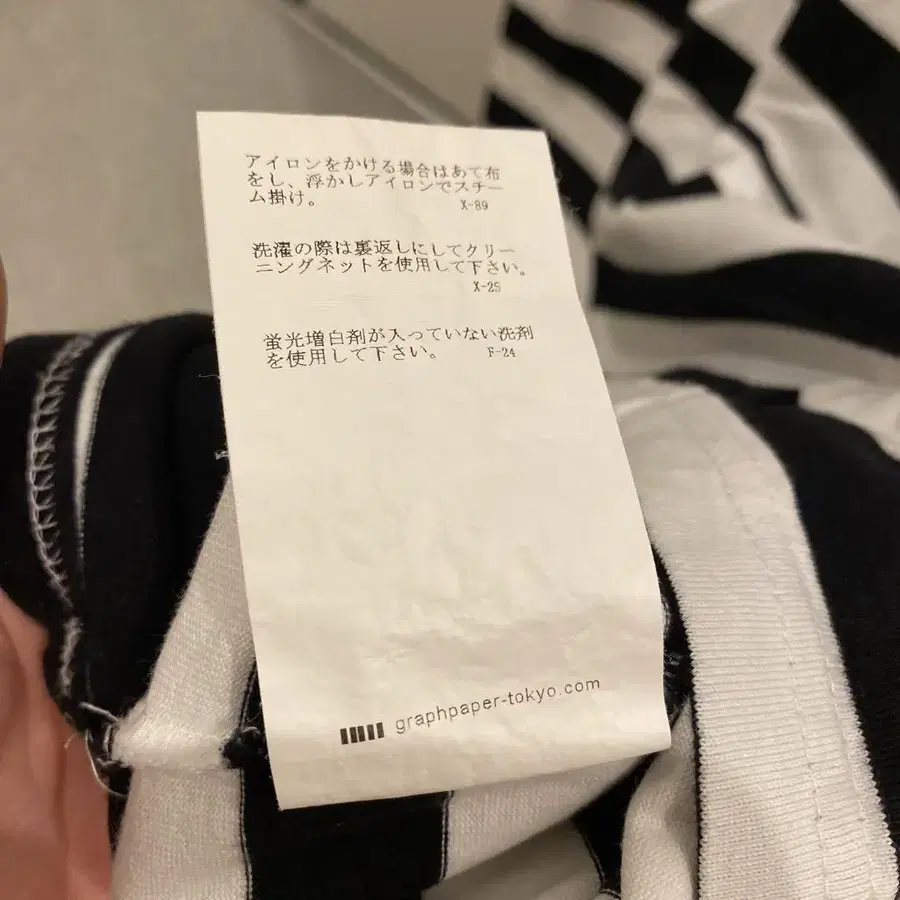 アイロンをかける場合はあて布
をし、浮かしアイロンでスチー
ム掛け。
X-89
洗濯の際は裏返しにしてクリー
ニングネットを使用して下さい。
X-25
蛍光増白剤が入っていない洗剤
を使用して下さい。 F-24
graphpaper-tokyo.com